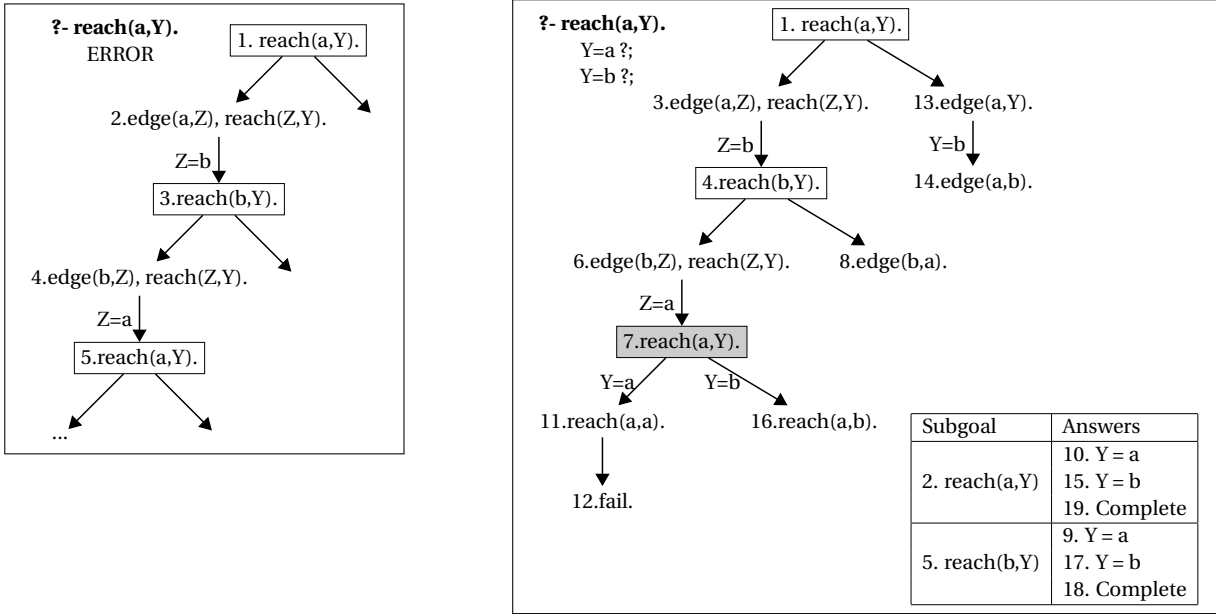 ?- reach(a,Y).
ERROR
1. reach(a,Y).
2.edge(a,Z), reach(Z,Y).
Z=b
3.reach(b,Y).
4.edge(b,Z), reach(Z,Y).
Z=a
5.reach(a,Y).
...
?- reach(a,Y).
Y=a ?;
Y=b ?;
1. reach(a,Y).
3.edge(a,Z), reach(Z,Y).
13.edge(a,Y).
Z=b
Y=b
4.reach(b,Y).
14.edge(a,b).
6.edge(b,Z), reach(Z,Y).
8.edge(b,a).
Z=a
7.reach(a,Y).
Y=a
Y=b
11.reach(a,a).
16.reach(a,b).
12.fail.
Subgoal
Answers
2. reach(a,Y)
10. Y = a
15. Y = b
19. Complete
5. reach(b,Y)
9. Y = a
17. Y = b
18. Complete